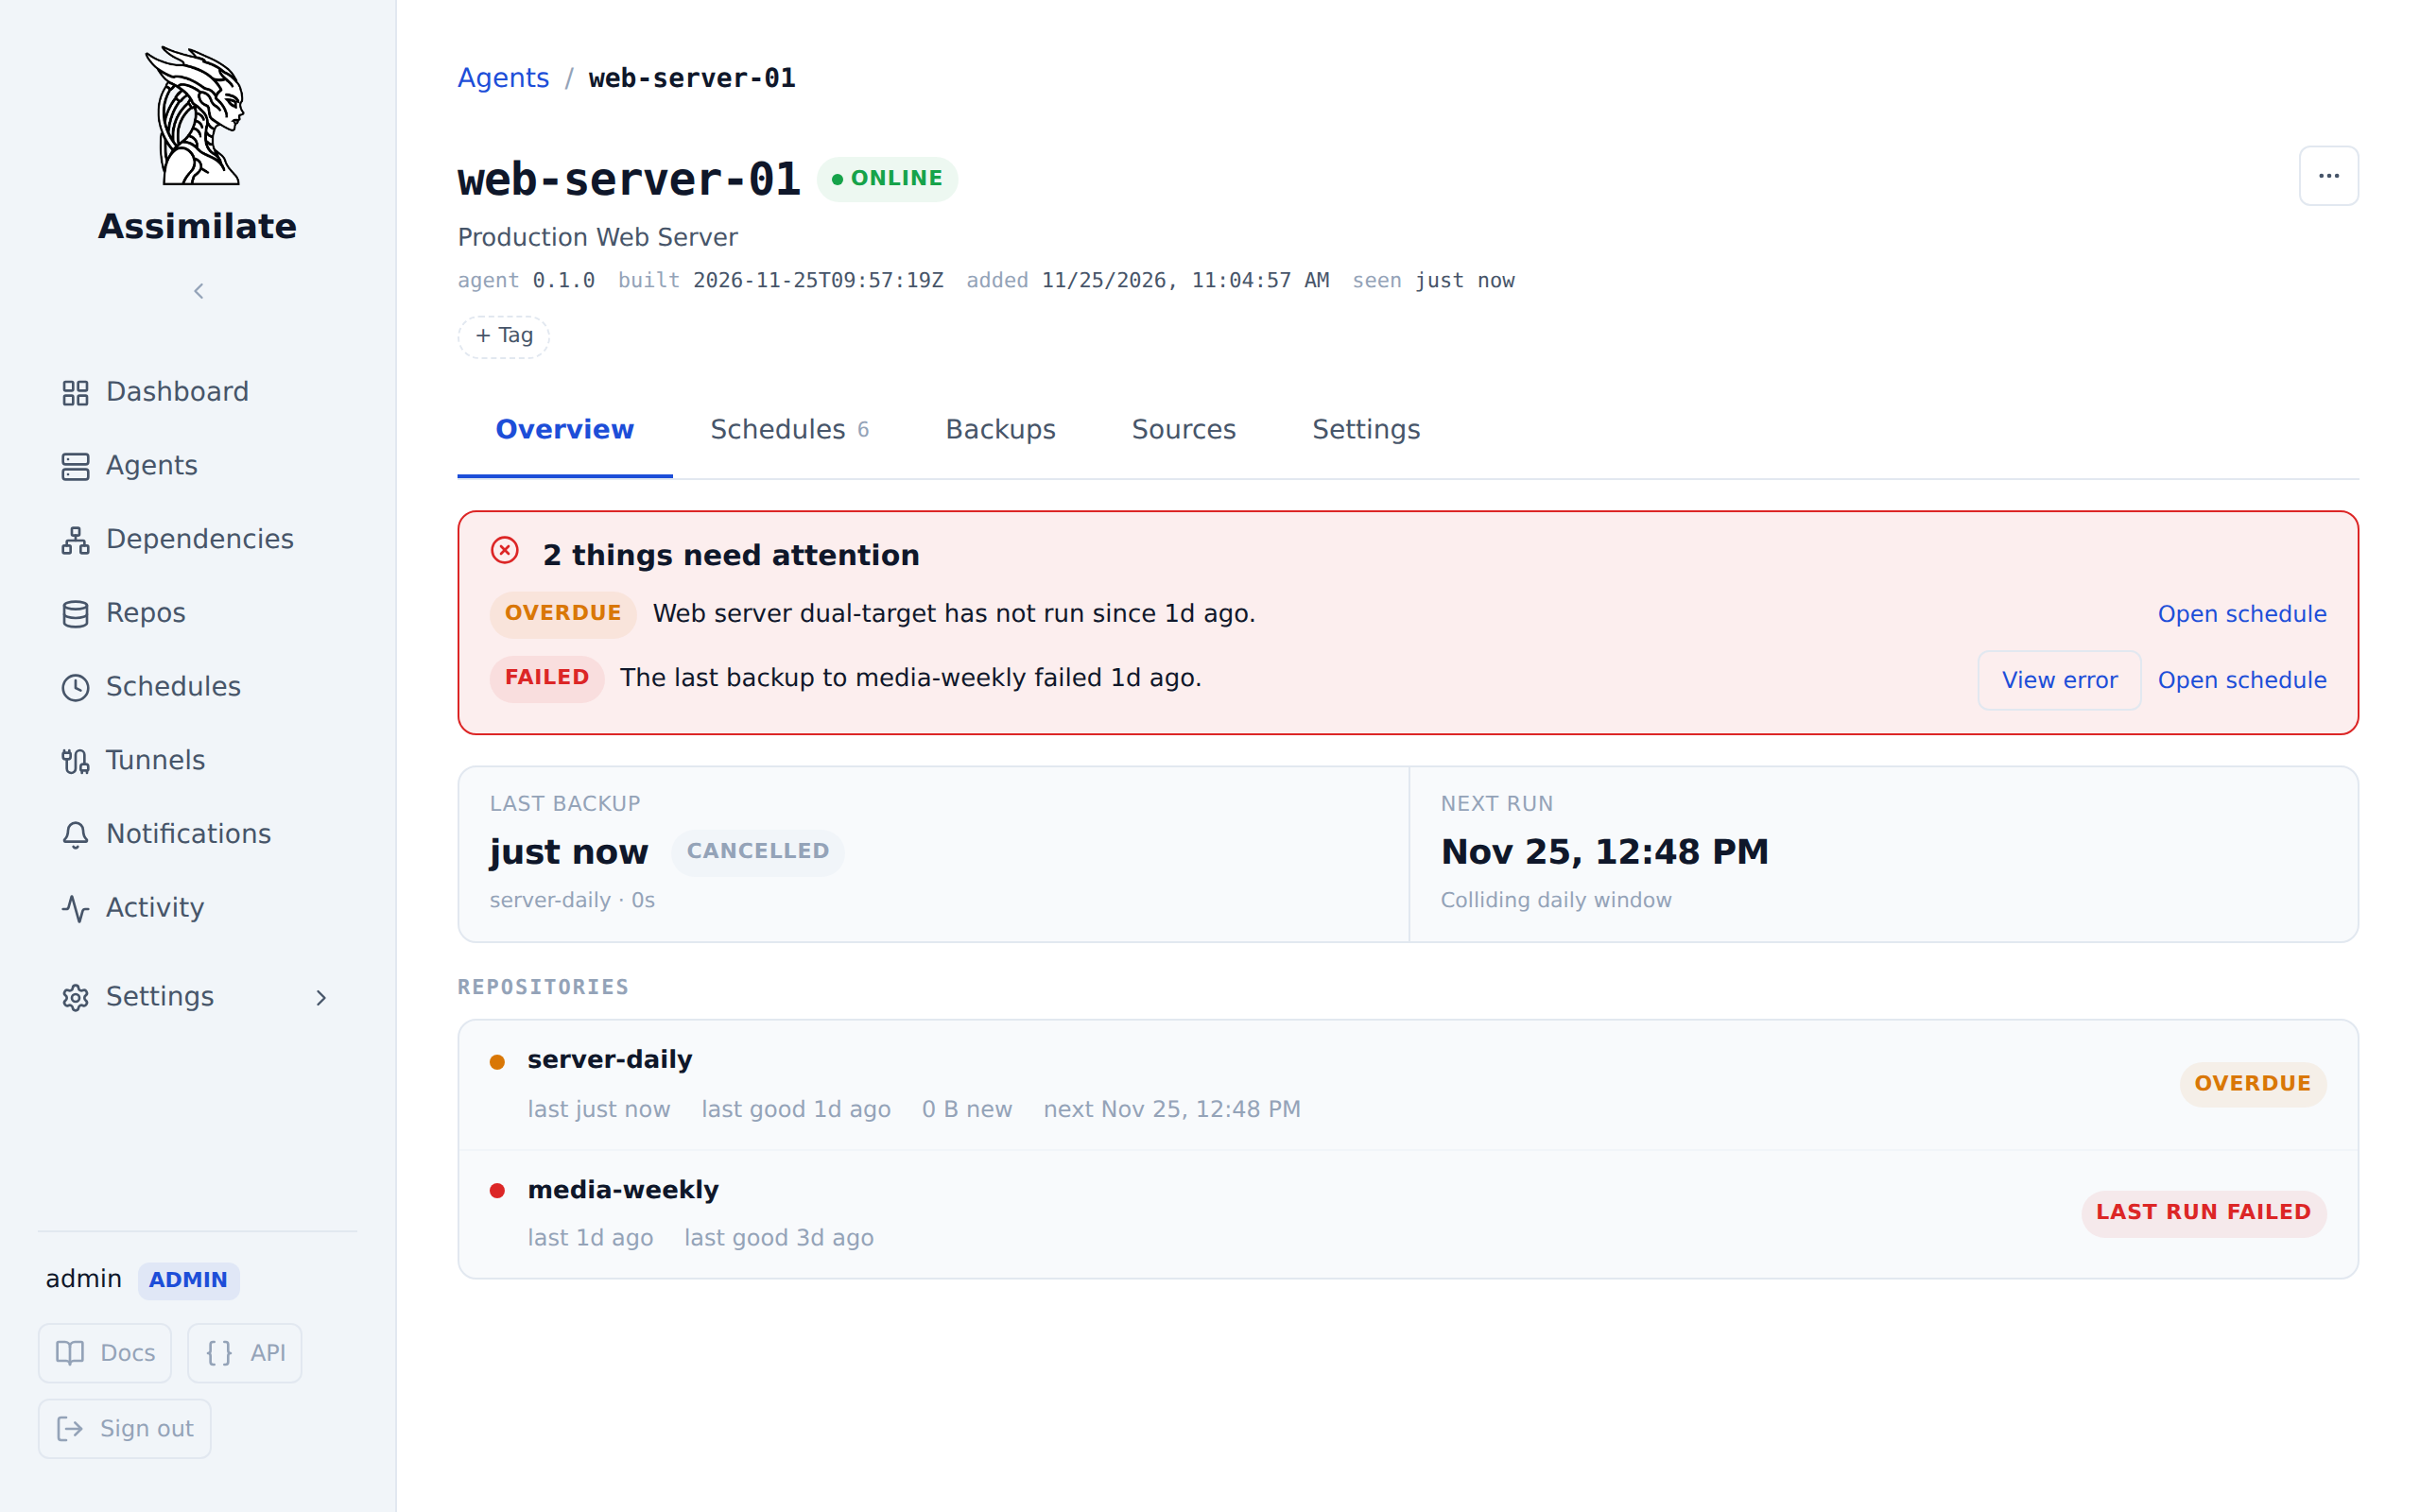 Assimilate
Dashboard
Agents
Dependencies
Repos
Schedules
Tunnels
Notifications
Activity
Settings
admin ADMIN
Docs API
Sign out
Agents / web-server-01
web-server-01 ONLINE
Production Web Server
agent 0.1.0 built 2026-11-25T09:57:19Z added 11/25/2026, 11:04:57 AM seen just now
+ Tag
Overview Schedules 6 Backups Sources Settings
2 things need attention
OVERDUE Web server dual-target has not run since 1d ago. Open schedule
FAILED The last backup to media-weekly failed 1d ago. View error Open schedule
LAST BACKUP
just now CANCELLED
server-daily · 0s
NEXT RUN
Nov 25, 12:48 PM
Colliding daily window
REPOSITORIES
server-daily
last just now last good 1d ago 0 B new next Nov 25, 12:48 PM
OVERDUE
media-weekly
last 1d ago last good 3d ago
LAST RUN FAILED